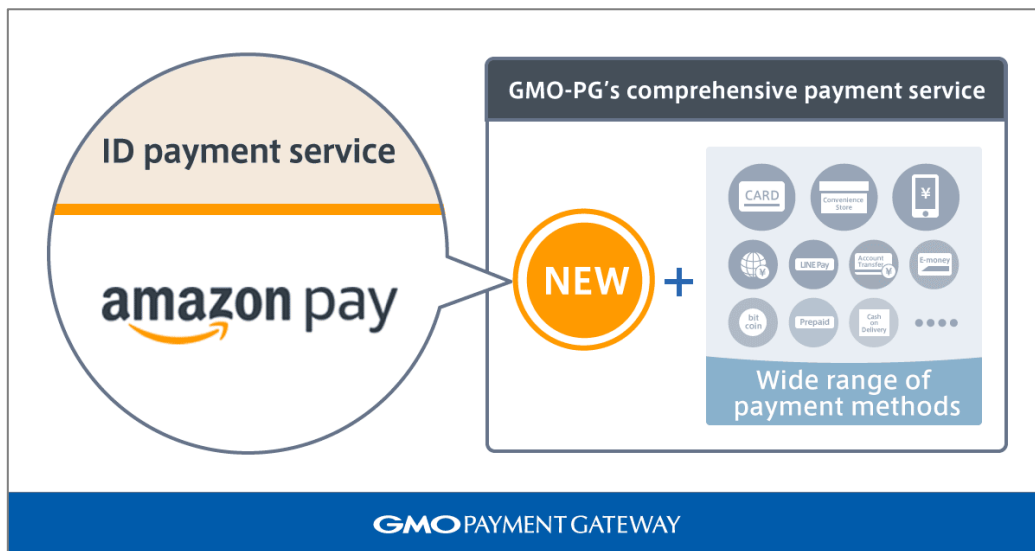 ID payment service
amazon pay
GMO-PG's comprehensive payment service
NEW
+
CARD
Convenience
Store
¥
¥
LINE Pay
Account
Transfer
¥
E-money
bit
coin
Prepaid
Cash
on
Delivery
Wide range of
payment methods
GMO PAYMENT GATEWAY